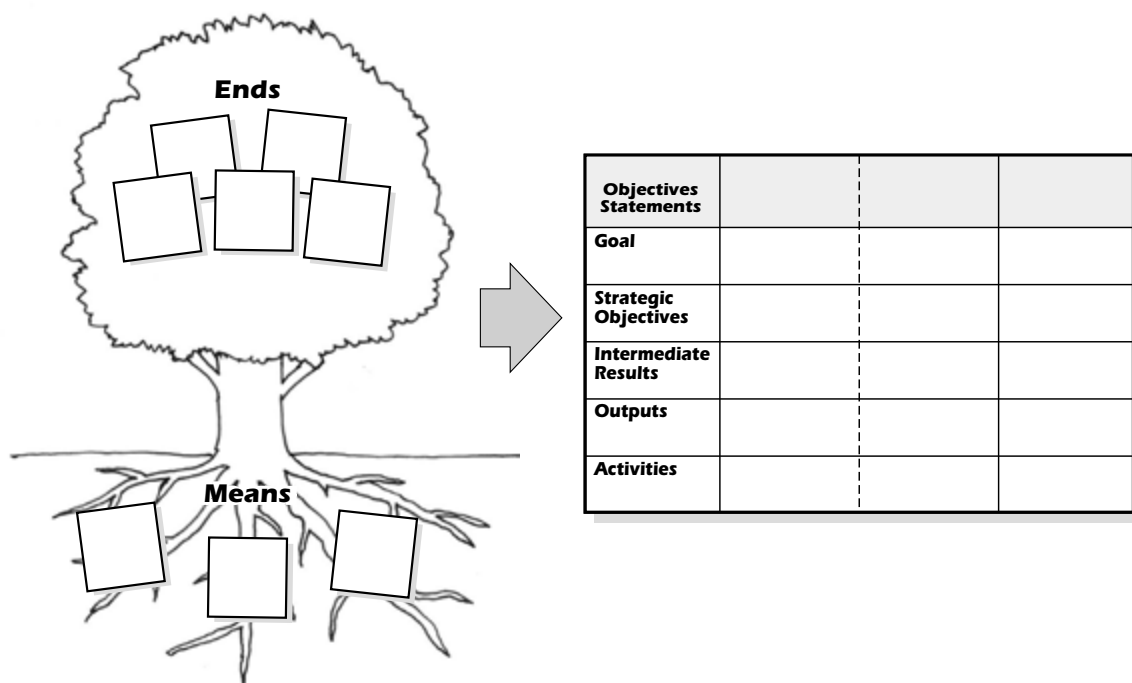 Ends
Means
Objectives
Statements
Goal
Strategic
Objectives
Intermediate
Results
Outputs
Activities